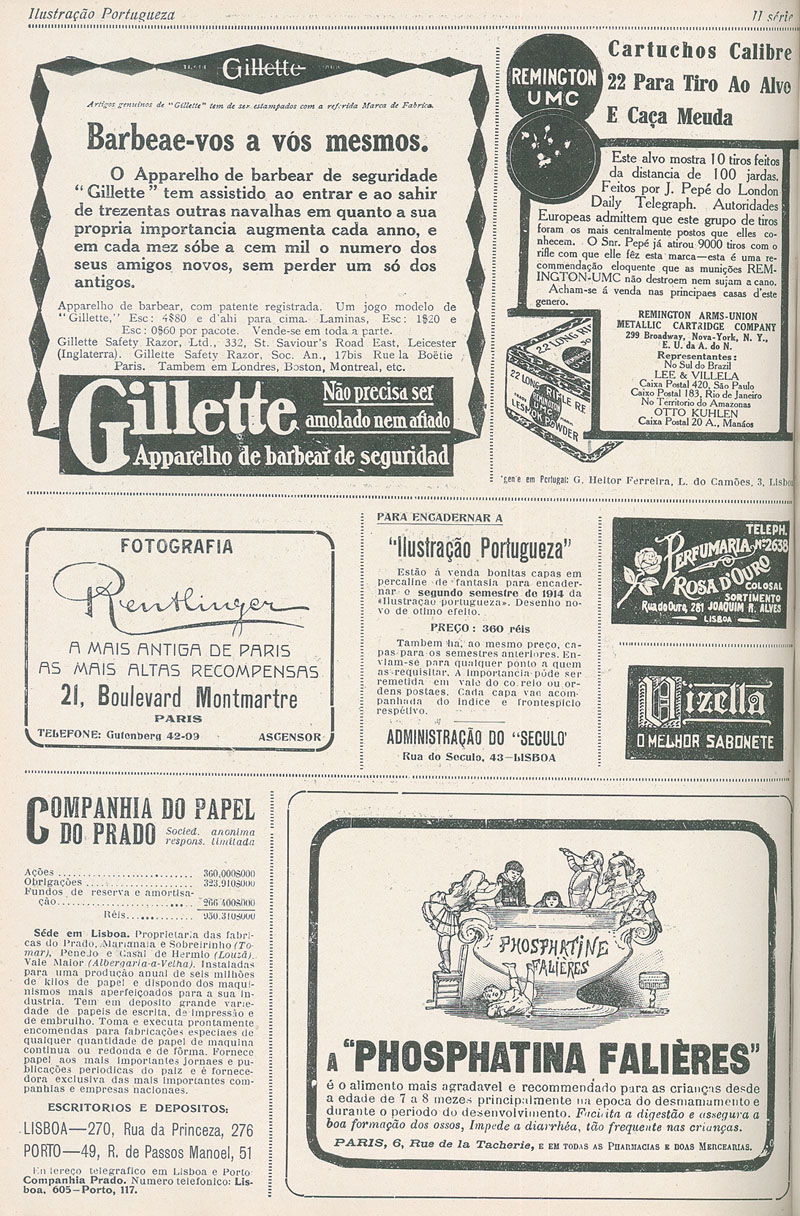 Ilustração Portugueza
II série
Gillette
Artigos genuinos de "Gillette" tem de ser estampados com a referida Marca de Fabrica.
Barbeae-vos a vós mesmos.
O Apparelho de barbear de seguridade
"Gillette" tem assistido ao entrar e ao sahir
de trezentas outras navalhas em quanto a sua
propria importancia augmenta cada anno, e
em cada mez sóbe a cem mil o numero dos
seus amigos novos, sem perder um só dos
antigos.
Apparelho de barbear, com patente registrada. Um jogo modelo de
"Gillette," Esc: 4$80 e d'ahi para cima. Laminas, Esc: 1$20 e
Esc: 0$60 por pacote. Vende-se em toda a parte.
Gillette Safety Razor, Ltd., 332, St. Saviour's Road East, Leicester
(Inglaterra). Gillette Safety Razor, Soc. An., 17bis Rue la Boëtie
Paris. Tambem em Londres, Boston, Montreal, etc.
Gillette
Não precisa ser
amolado nem afiado
Apparelho de barbear de seguridad
REMINGTON
UMC
Cartuchos Calibre
22 Para Tiro Ao Alvo
E Caça Meuda
Este alvo mostra 10 tiros feitos
da distancia de 100 jardas.
Feitos por J. Pepé do London
Daily Telegraph. Autoridades
Europeas admittem que este grupo de tiros
foram os mais centralmente postos que elles co-
nhecem. O Snr. Pepé já atirou 9000 tiros com o
rifle com que elle fêz esta marca—esta é uma re-
commendação eloquente que as munições REM-
INGTON-UMC não destroem nem sujam a cano.
Acham-se á venda nas principaes casas d'este
genero.
REMINGTON ARMS-UNION
METALLIC CARTRIDGE COMPANY
299 Broadway, Nova-York, N. Y.,
E. U. da A. do N.
Representantes:
No Sul do Brazil
LEE & VILLELA
Caixa Postal 420, São Paulo
Caixa Postal 183, Rio de Janeiro
No Territorio do Amazonas
OTTO KUHLEN
Caixa Postal 20 A., Manáos
22 LONG RIFLE
22 LONG RIFLE RE
REMINGTON
LESMOK POWDER
'gente em Portugal: G. Heitor Ferreira, L. do Camões, 3, Lisboa
FOTOGRAFIA
Reutlinger
A MAIS ANTIGA DE PARIS
AS MAIS ALTAS RECOMPENSAS
21, Boulevard Montmartre
PARIS
TELEFONE: Gutenberg 42-09 ASCENSOR
PARA ENCADERNAR A
"Ilustração Portugueza"
Estão á venda bonitas capas em
percaline de fantasia para encader-
nar o segundo semestre de 1914 da
«Ilustração portugueza». Desenho no-
vo de otimo efeito.
PREÇO: 360 réis
Tambem ha, ao mesmo preço, ca-
pas para os semestres anteriores. En-
viam-se para qualquer ponto a quem
as requisitar. A importancia póde ser
remetida em vale do correio ou or-
dens postaes. Cada capa vae acom-
panhada do indice e frontespicio
respétivo.
ADMINISTRAÇÃO DO "SECULO"
Rua do Seculo, 43—LISBOA
TELEPH.
Nº 2638
PERFUMARIA
ROSA D'OURO
COLOSAL
SORTIMENTO
Rua do Ouro, 281 JOAQUIM R. ALVES
LISBOA
Vizella
O MELHOR SABONETE
COMPANHIA DO PAPEL
DO PRADO
Socied. anonima
respons. limitada
Ações .......... 360,000$000
Obrigações .......... 323,910$000
Fundos de reserva e amortisa-
ção .......... 266,400$000
Réis .......... 950,310$000
Séde em Lisboa. Proprietaria das fabri-
cas do Prado, Marianaia e Sobreirinho (To-
mar), Penedo e Casal de Hermio (Louzã),
Vale Maior (Albergaria-a-Velha). Instaladas
para uma produção anual de seis milhões
de kilos de papel e dispondo dos maqui-
nismos mais aperfeiçoados para a sua in-
dustria. Tem em deposito grande varie-
dade de papeis de escrita, de impressão e
de embrulho. Toma e executa prontamente
encomendas para fabricações especiaes de
qualquer quantidade de papel de maquina
continua ou redonda e de fôrma. Fornece
papel aos mais importantes jornaes e pu-
blicações periodicas do paiz e é fornece-
dora exclusiva das mais importantes com-
panhias e emprezas nacionaes.
ESCRITORIOS E DEPOSITOS:
LISBOA—270, Rua da Princeza, 276
PORTO—49, R. de Passos Manoel, 51
Endereço telegrafico em Lisboa e Porto
Companhia Prado. Numero telefonico: Lis-
boa, 605—Porto, 117.
PHOSPHATINE
FALIÈRES
A "PHOSPHATINA FALIÈRES"
é o alimento mais agradavel e recommendado para as crianças desde
a edade de 7 a 8 mezes principalmente na epoca do desmamamento e
durante o periodo do desenvolvimento. Facilita a digestão e assegura a
boa formação dos ossos, Impede a diarrhéa, tão frequente nas crianças.
PARIS, 6, Rue de la Tacherie, E EM TODAS AS PHARMACIAS E BOAS MERCEARIAS.